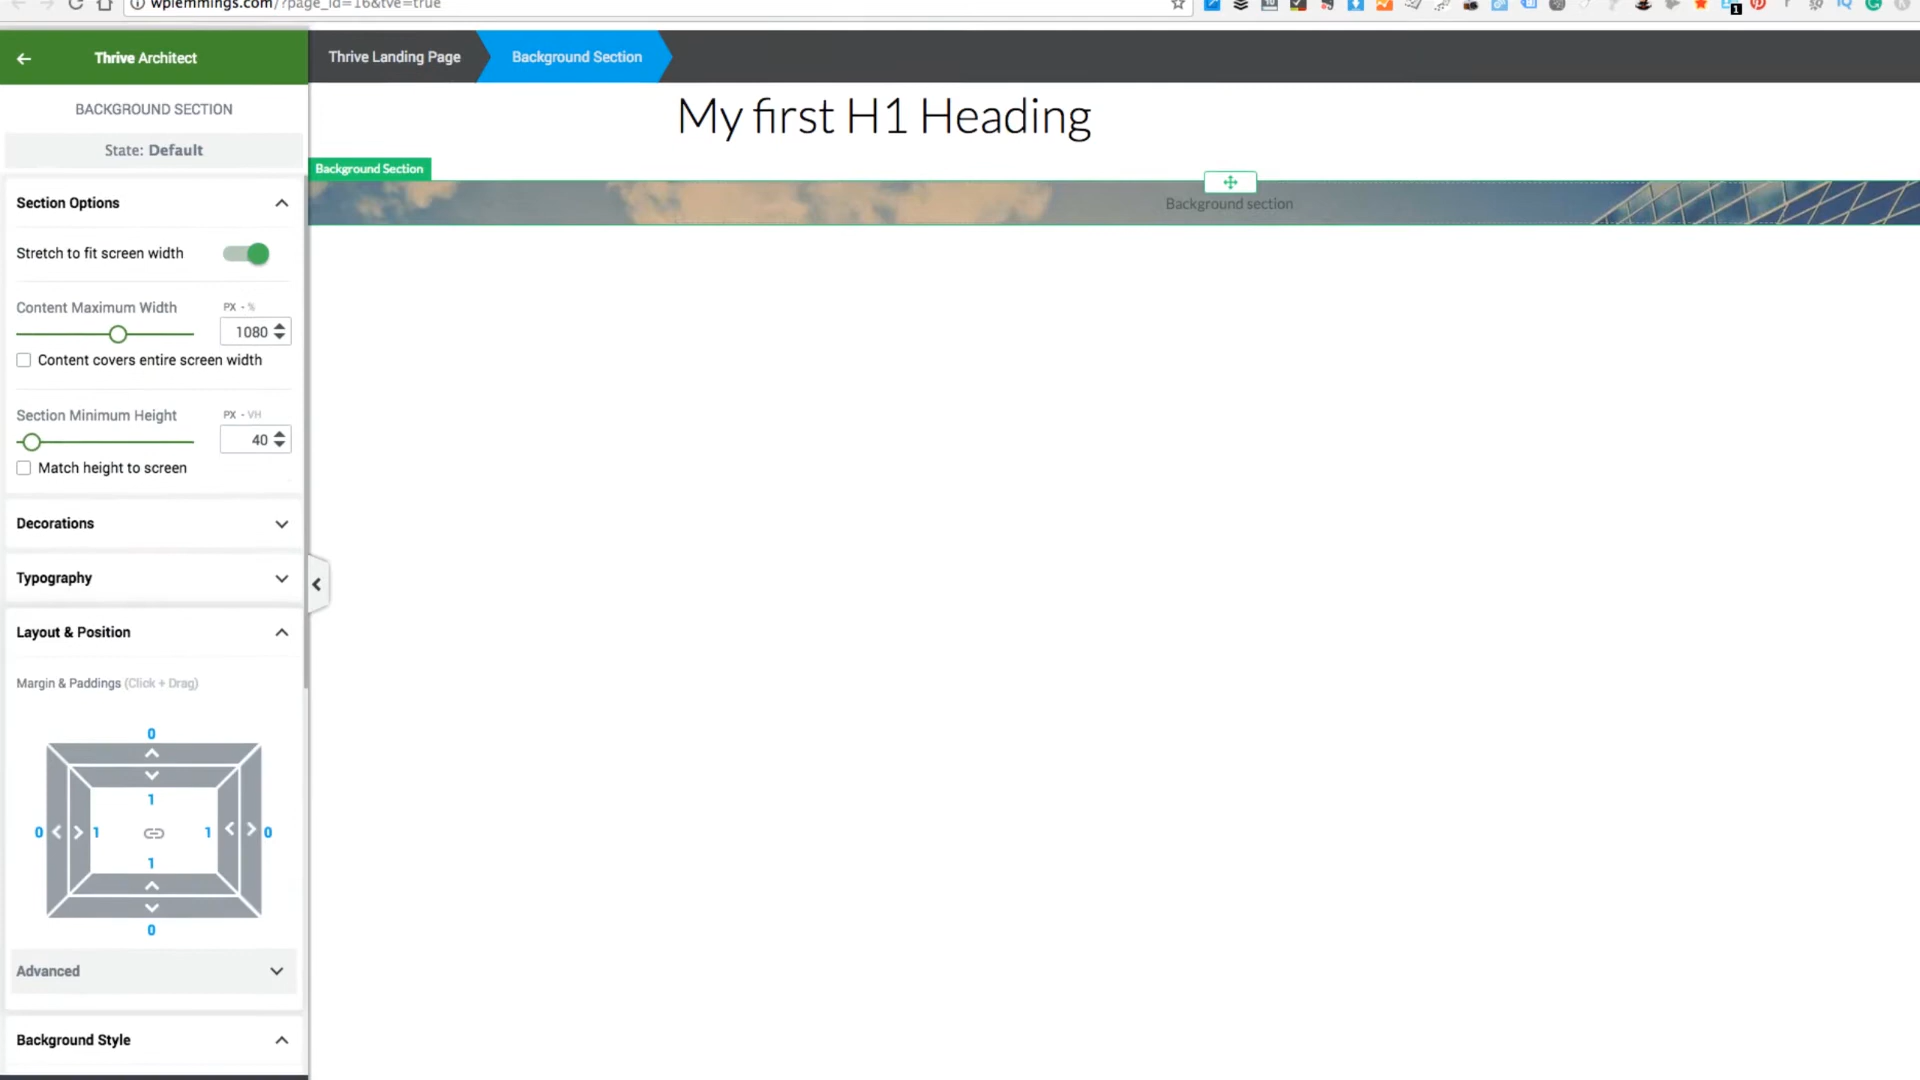 wplemmings.com/?page_id=16&tve=true
1
Thrive Architect
Thrive Landing Page
Background Section
BACKGROUND SECTION
State: Default
My first H1 Heading
Background Section
Background section
Section Options
Stretch to fit screen width
Content Maximum Width
PX - %
1080
Content covers entire screen width
Section Minimum Height
PX - VH
40
Match height to screen
Decorations
Typography
Layout & Position
Margin & Paddings (Click + Drag)
0
1
0
1
1
0
1
0
Advanced
Background Style